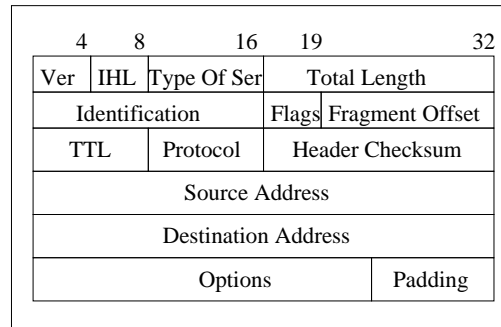 4 8 16 19 32
Ver IHL Type Of Ser Total Length
Identification Flags Fragment Offset
TTL Protocol Header Checksum
Source Address
Destination Address
Options Padding